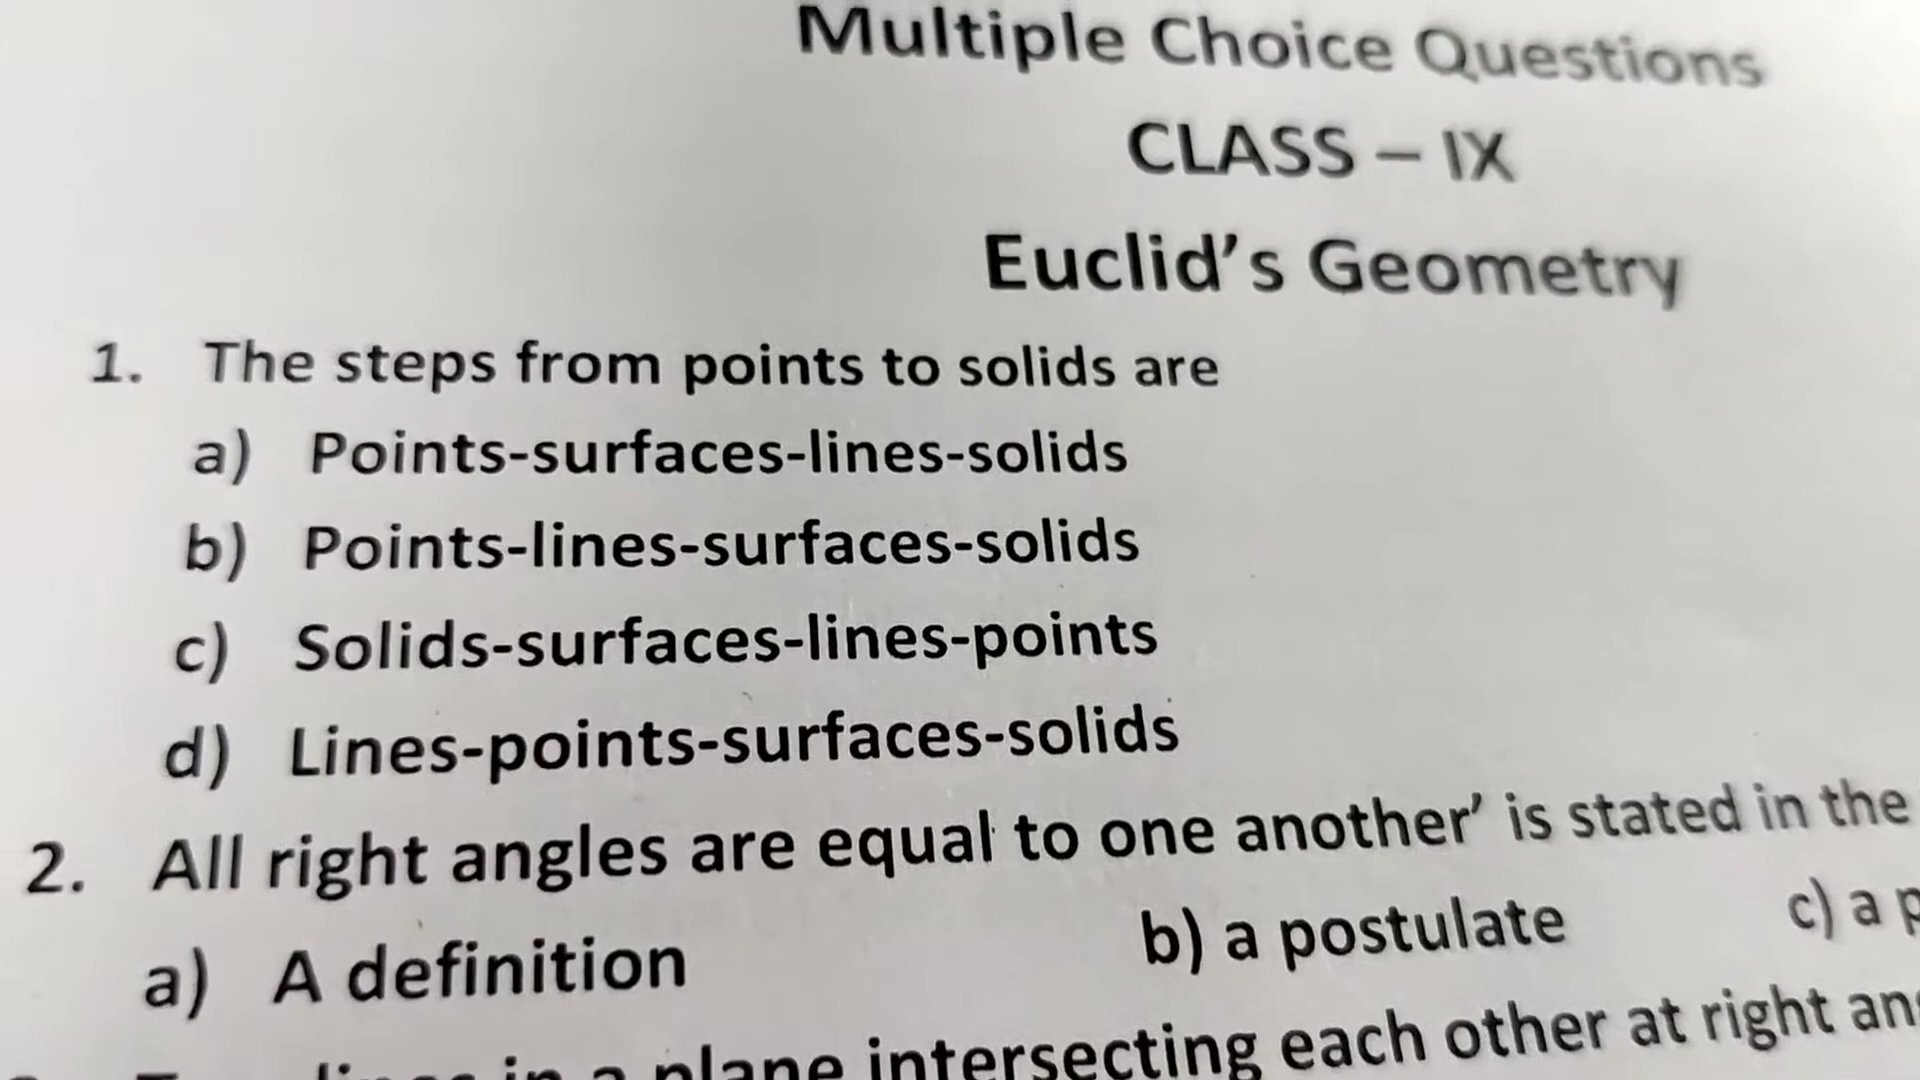 Multiple Choice Questions
CLASS – IX
Euclid’s Geometry
1. The steps from points to solids are
a) Points-surfaces-lines-solids
b) Points-lines-surfaces-solids
c) Solids-surfaces-lines-points
d) Lines-points-surfaces-solids
2. All right angles are equal to one another’ is stated in the
a) A definition b) a postulate c) a
in a plane intersecting each other at right